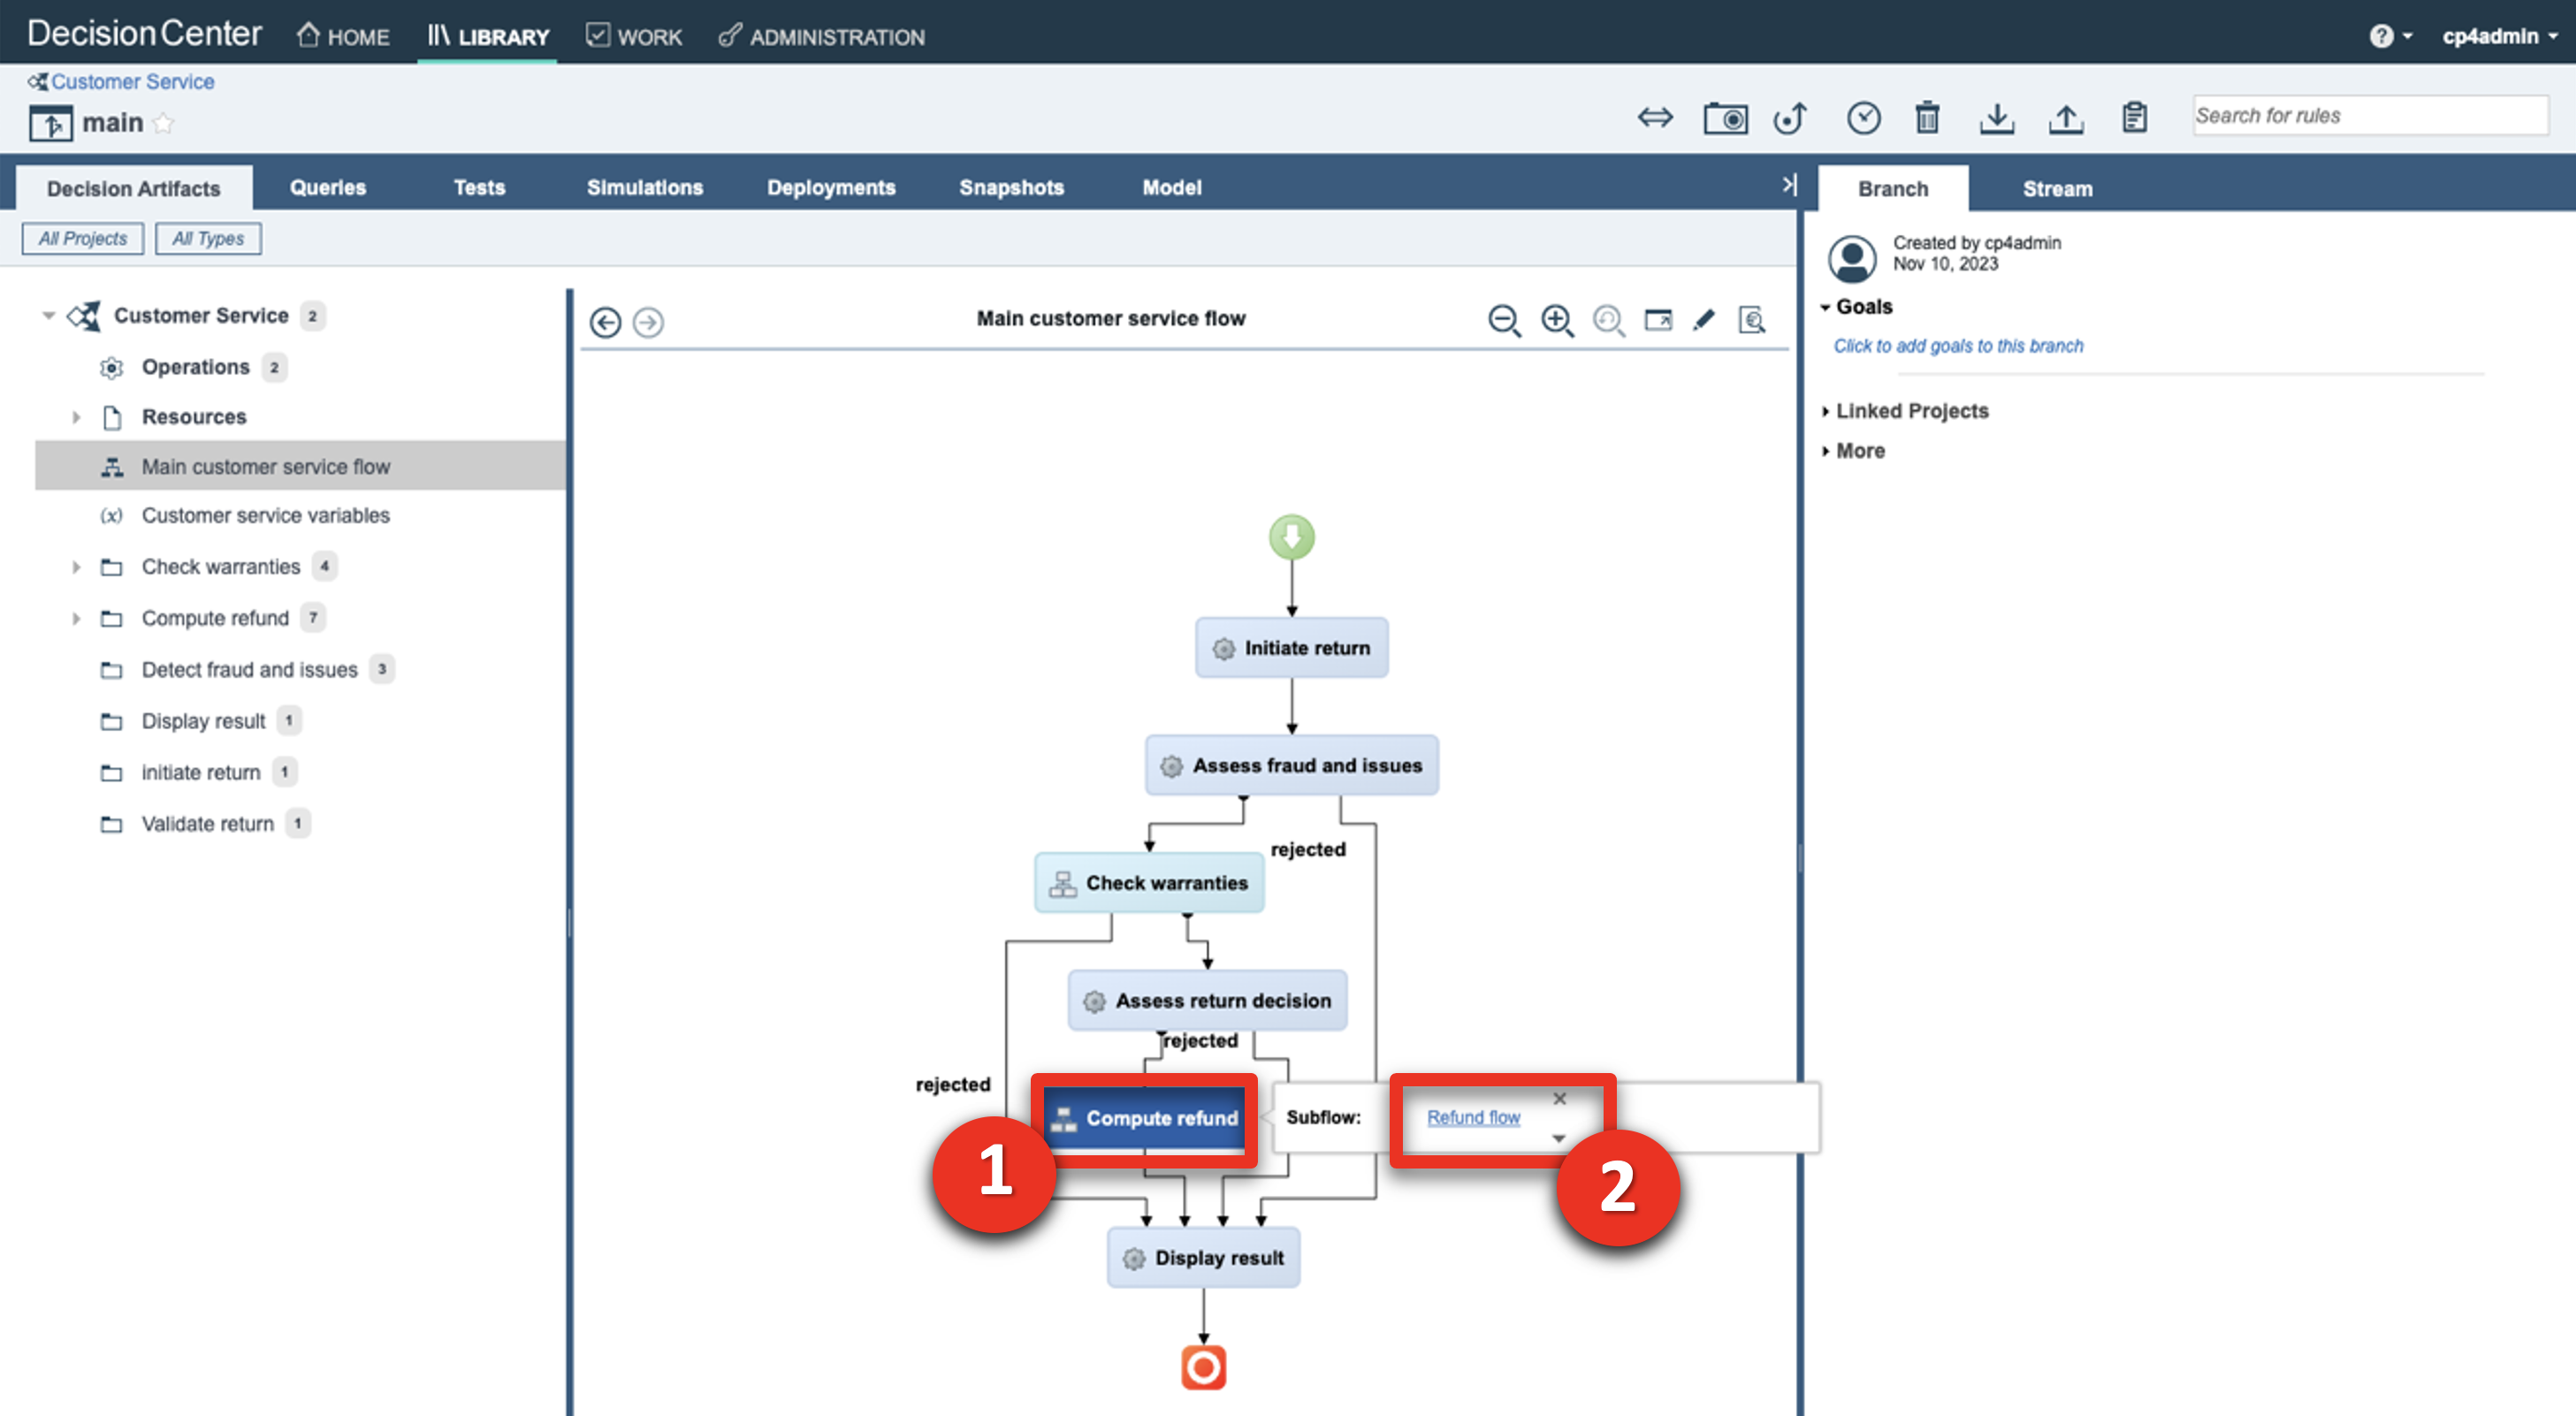 Decision Center HOME LIBRARY WORK ADMINISTRATION ? cp4admin
Customer Service
main
Search for rules
Decision Artifacts Queries Tests Simulations Deployments Snapshots Model
Branch Stream
All Projects All Types
Created by cp4admin
Nov 10, 2023
Goals
Click to add goals to this branch
Linked Projects
More
Customer Service 2
Operations 2
Resources
Main customer service flow
(x) Customer service variables
Check warranties 4
Compute refund 7
Detect fraud and issues 3
Display result 1
initiate return 1
Validate return 1
Main customer service flow
Initiate return
Assess fraud and issues
rejected
Check warranties
Assess return decision
rejected
rejected
Compute refund
Subflow: Refund flow
1
2
Display result